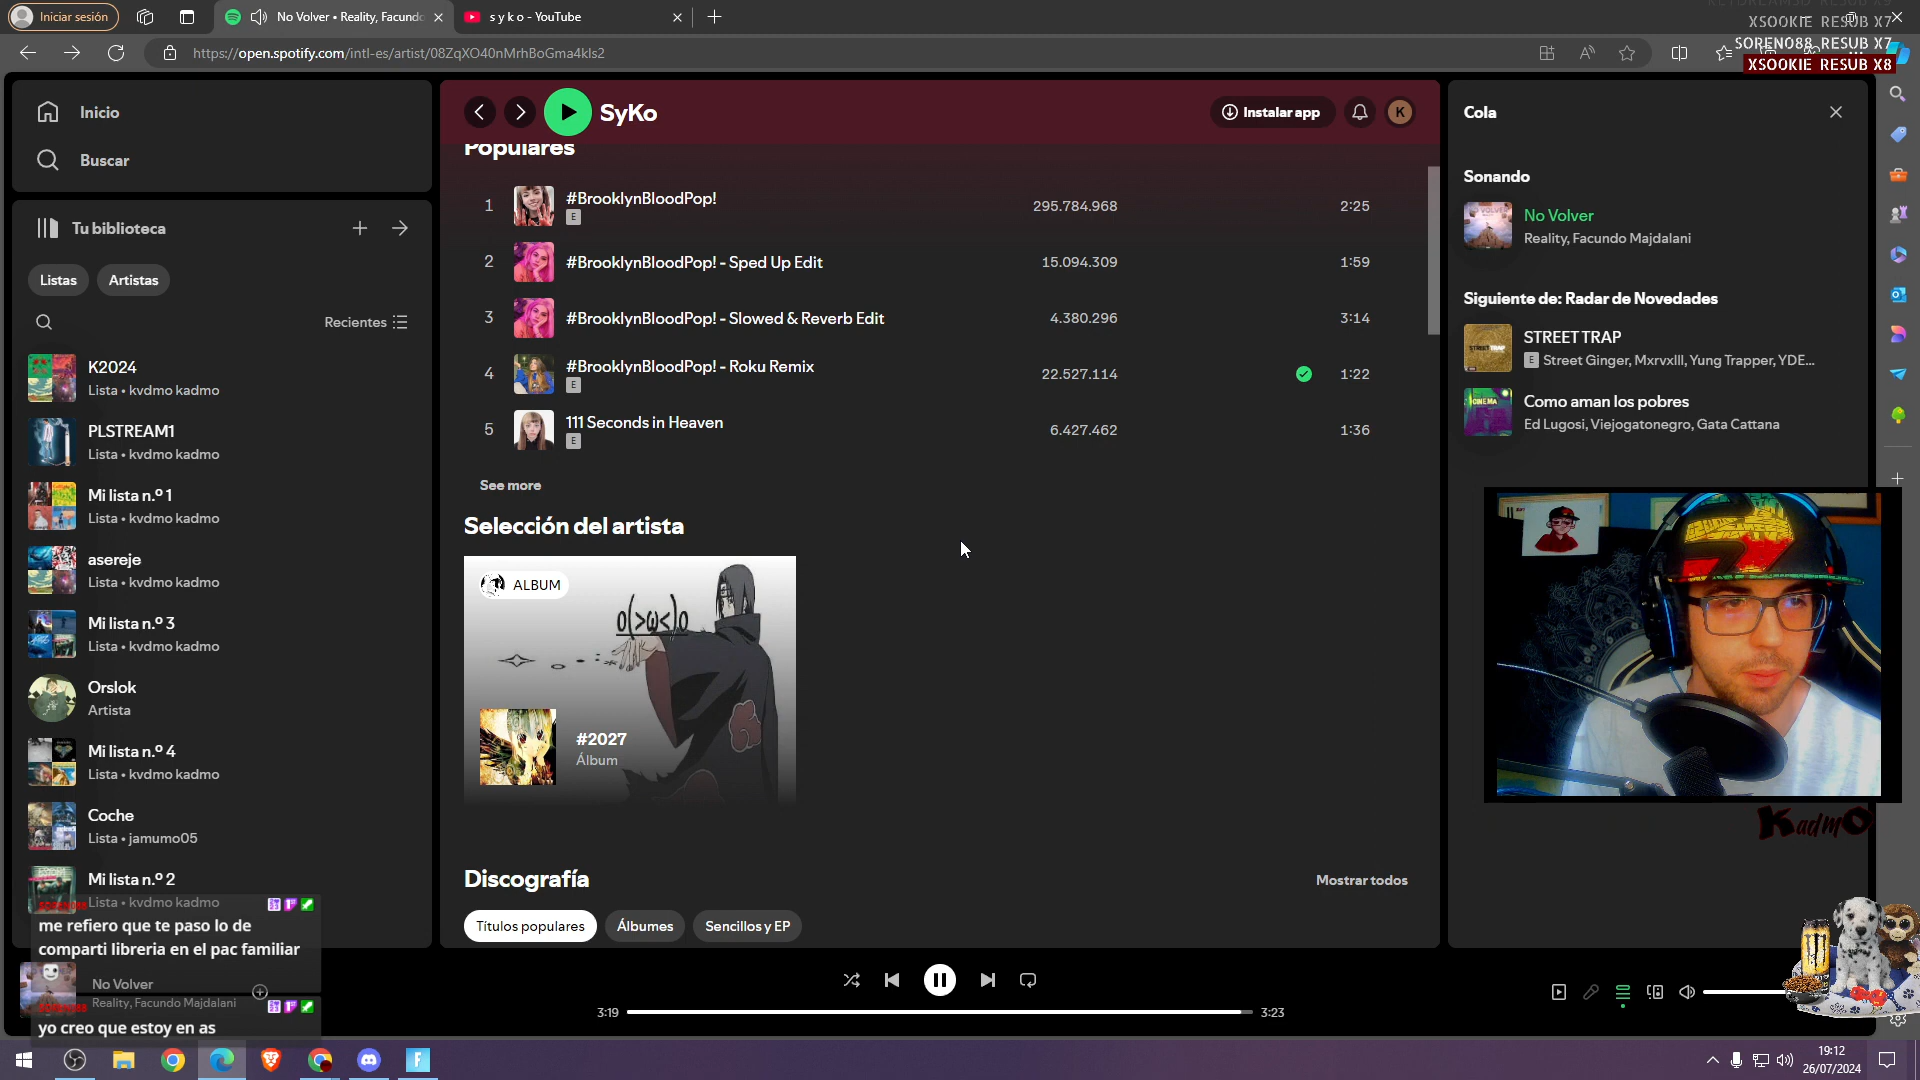 Iniciar sesión
No Volver • Reality, Facundo
s y k o - YouTube
XSOOKIE RESUB X7
https://open.spotify.com/intl-es/artist/08ZqXO40nMrhBoGma4kIs2
SOREN088 RESUB X7
XSOOKIE RESUB X8
Inicio
Buscar
Tu biblioteca
Listas
Artistas
Recientes
K2024
Lista • kvdmo kadmo
PLSTREAM1
Lista • kvdmo kadmo
Mi lista n.º 1
Lista • kvdmo kadmo
asereje
Lista • kvdmo kadmo
Mi lista n.º 3
Lista • kvdmo kadmo
Orslok
Artista
Mi lista n.º 4
Lista • kvdmo kadmo
Coche
Lista • jamumo05
Mi lista n.º 2
Lista • kvdmo kadmo
me refiero que te paso lo de
comparti libreria en el pac familiar
No Volver
Reality, Facundo Majdalani
yo creo que estoy en as
SyKo
Instalar app
K
Populares
1
#BrooklynBloodPop!
E
295.784.968
2:25
2
#BrooklynBloodPop! - Sped Up Edit
15.094.309
1:59
3
#BrooklynBloodPop! - Slowed & Reverb Edit
4.380.296
3:14
4
#BrooklynBloodPop! - Roku Remix
E
22.527.114
1:22
5
111 Seconds in Heaven
E
6.427.462
1:36
See more
Selección del artista
ALBUM
o(>ω<)o
#2027
Álbum
Discografía
Mostrar todos
Títulos populares
Álbumes
Sencillos y EP
3:19
3:23
Cola
Sonando
No Volver
Reality, Facundo Majdalani
Siguiente de: Radar de Novedades
STREET TRAP
E Street Ginger, Mxrvxlll, Yung Trapper, YDE...
Como aman los pobres
Ed Lugosi, Viejogatonegro, Gata Cattana
KadmO
19:12
26/07/2024